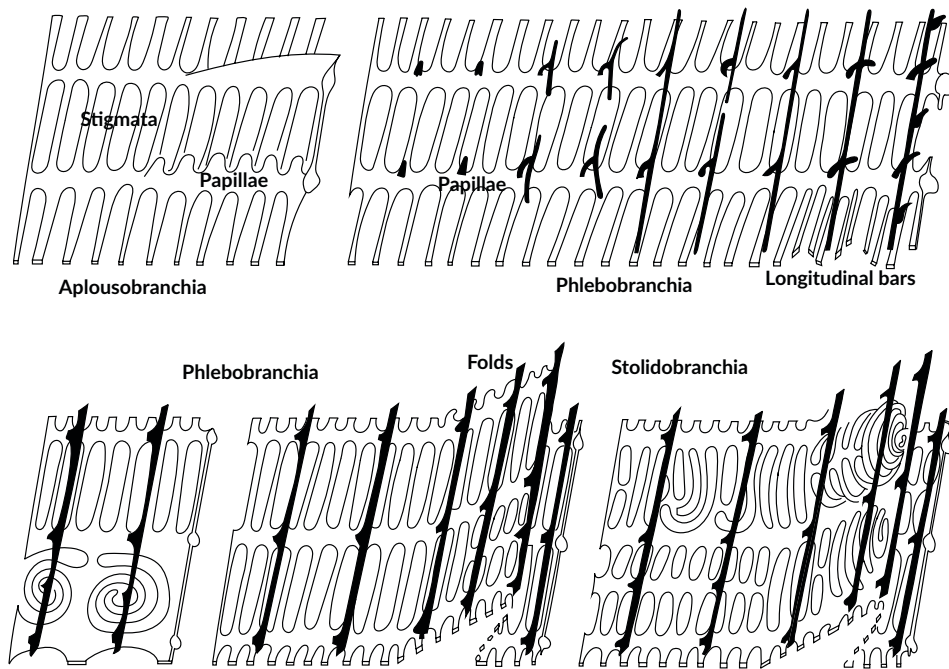 Stigmata
Papillae
Papillae
Aplousobranchia
Phlebobranchia
Longitudinal bars
Phlebobranchia
Folds
Stolidobranchia